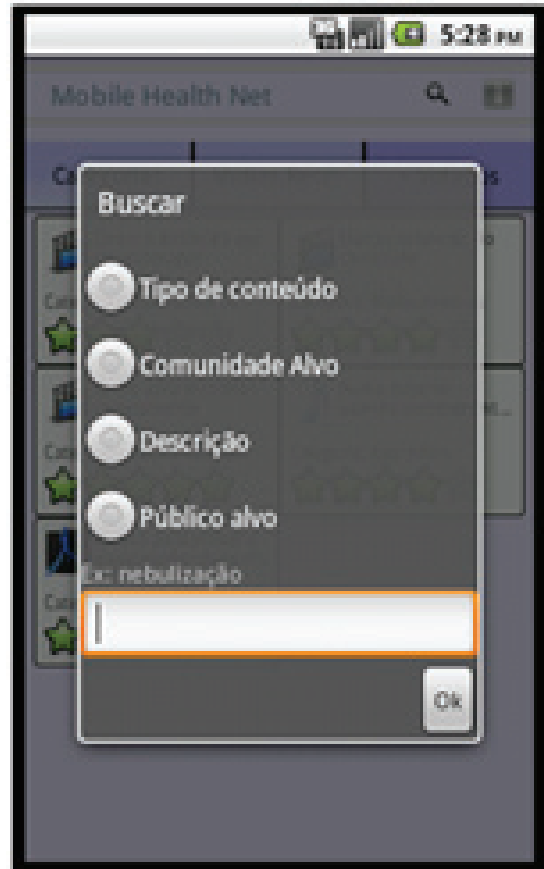 5:28 PM
Mobile Health Net
Buscar
Tipo de conteúdo
Comunidade Alvo
Descrição
Público alvo
Ex: nebulização
Ok